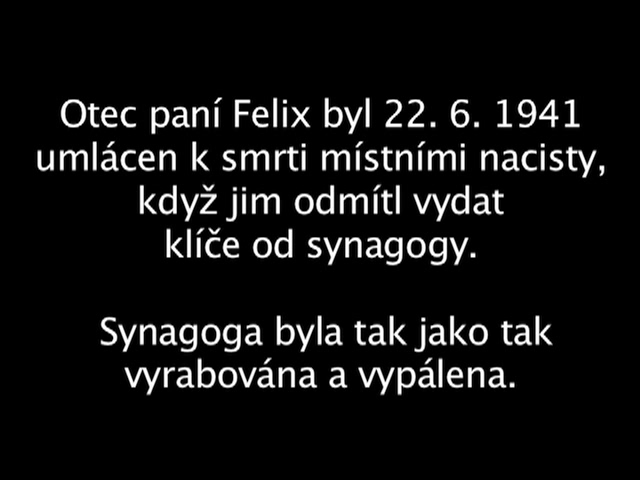 Otec paní Felix byl 22. 6. 1941
umlácen k smrti místními nacisty,
když jim odmítl vydat
klíče od synagogy.
Synagoga byla tak jako tak
vyrabována a vypálena.